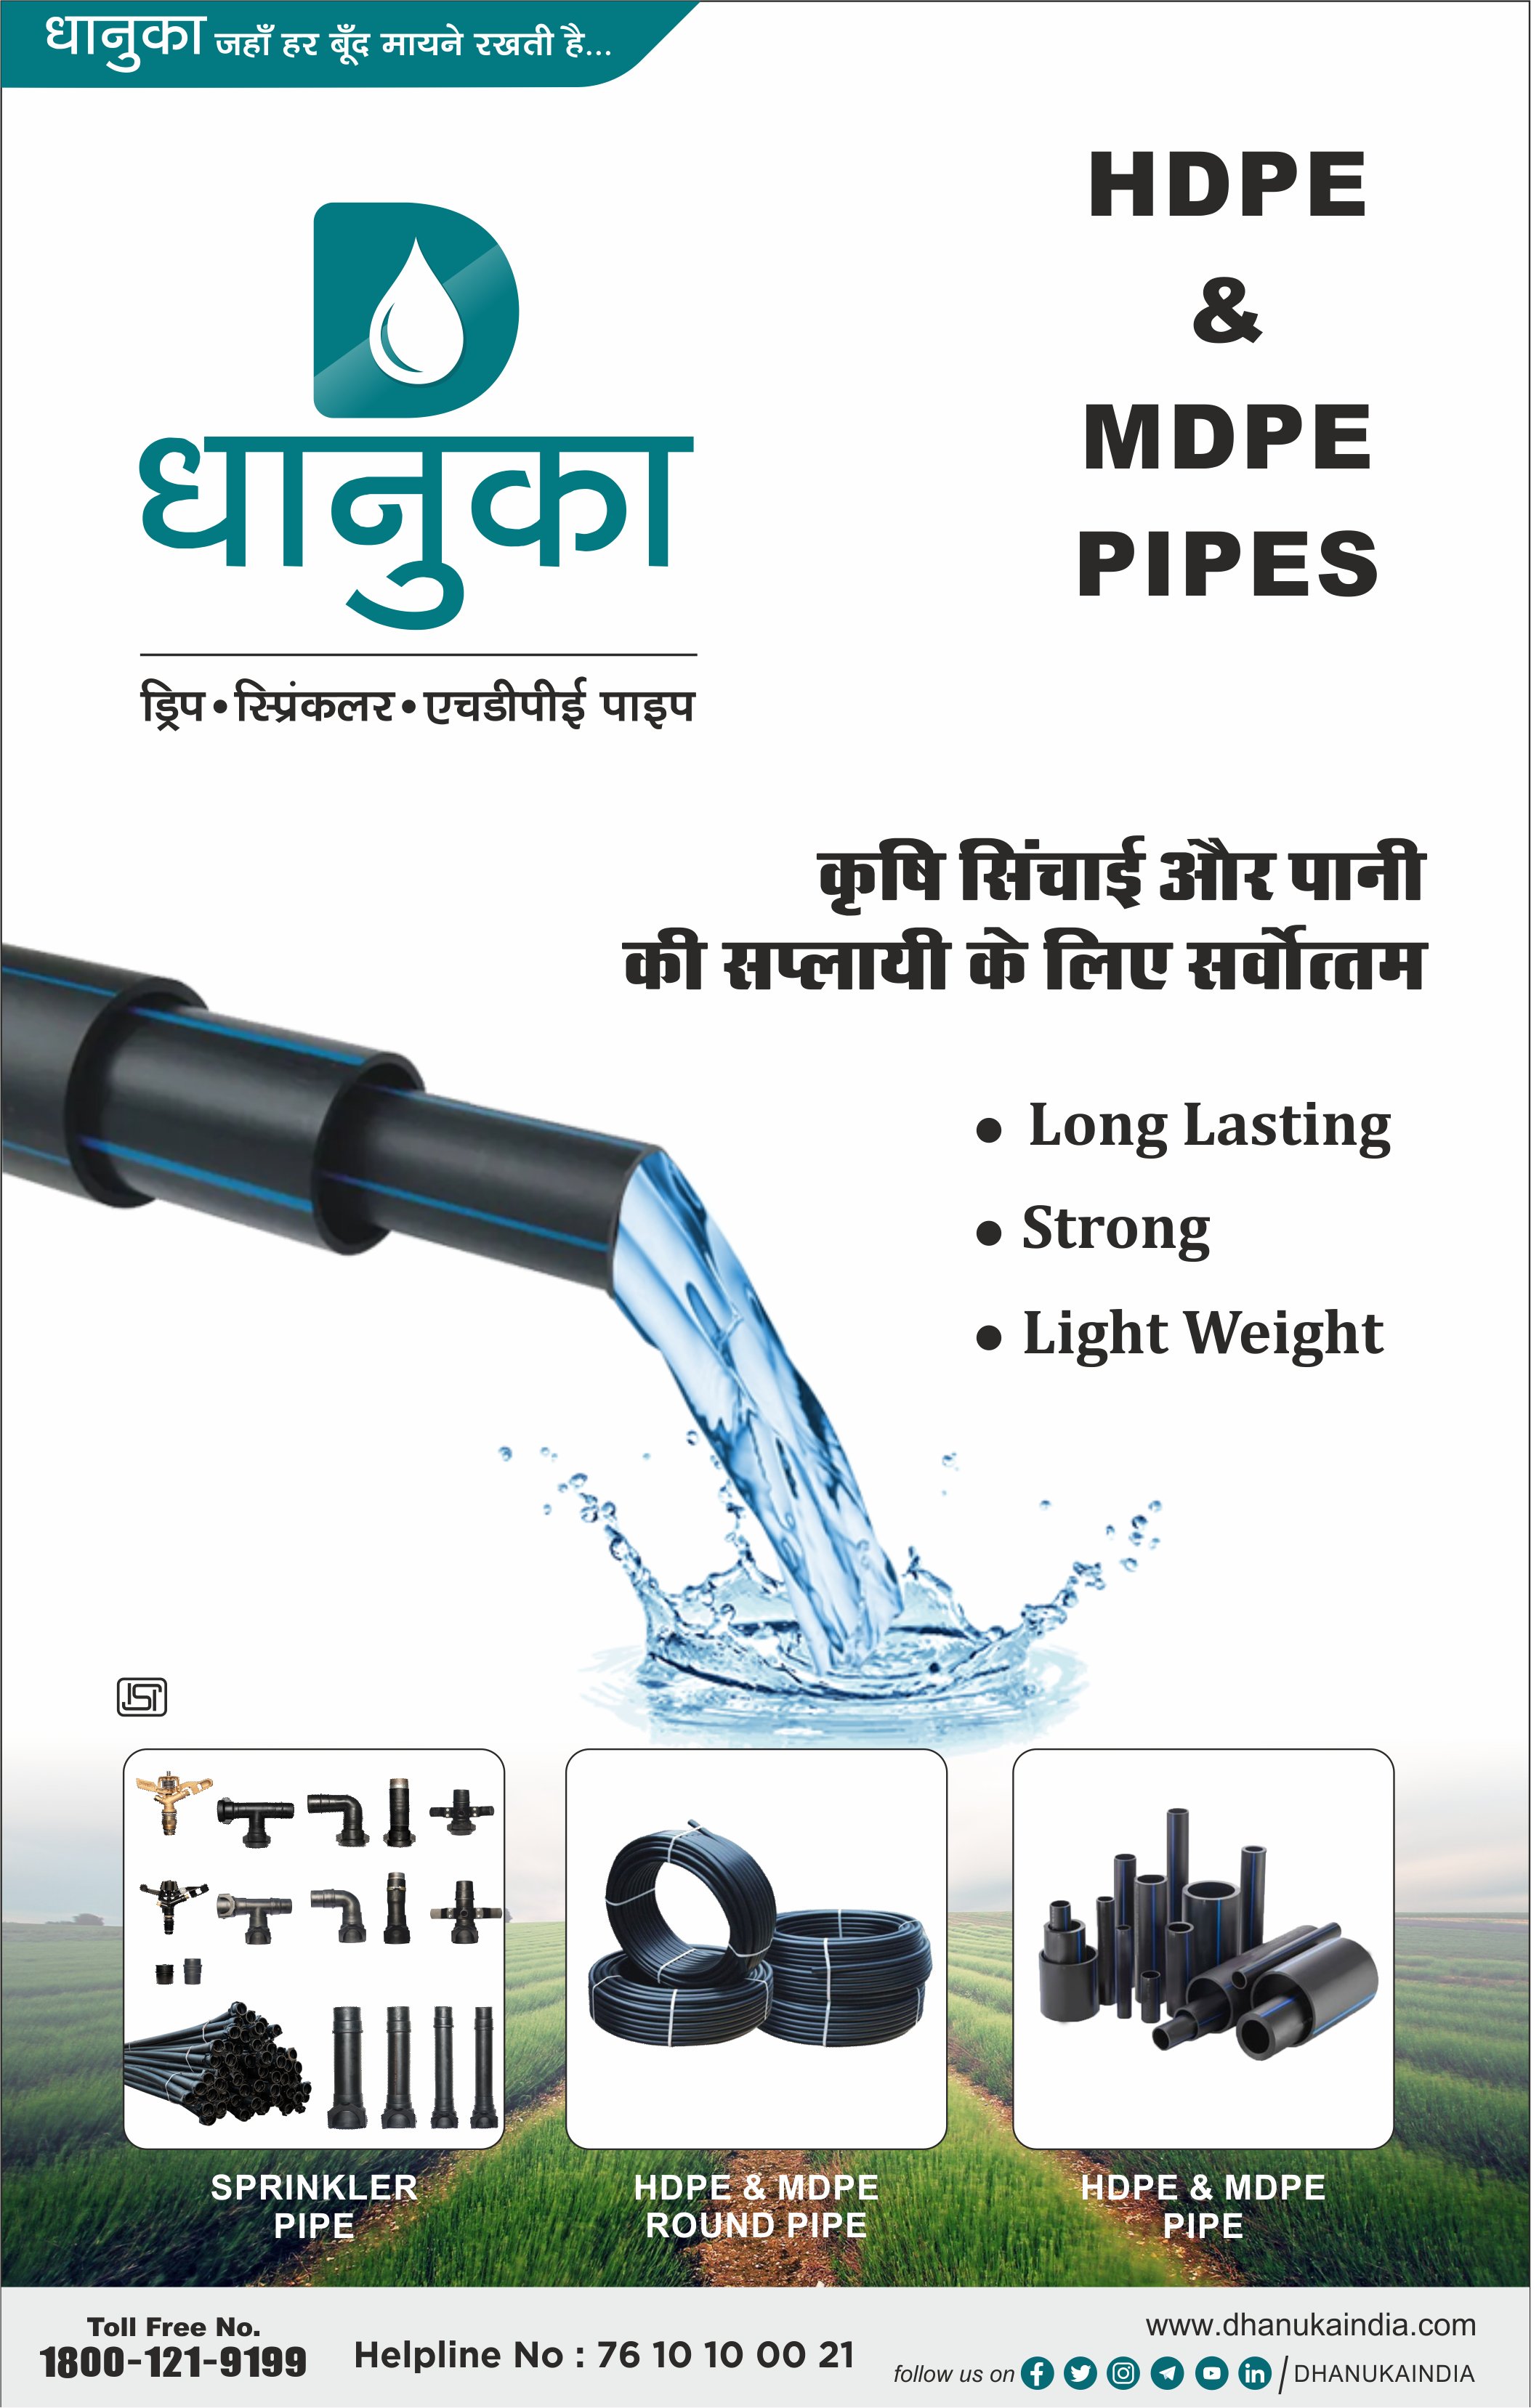 धानुका जहाँ हर बूँद मायने रखती है...
HDPE
&
MDPE
PIPES
धानुका
ड्रिप • स्प्रिंकलर • एचडीपीई पाइप
कृषि सिंचाई और पानी
की सप्लायी के लिए सर्वोत्तम
• Long Lasting
• Strong
• Light Weight
ISI
SPRINKLER
PIPE
HDPE & MDPE
ROUND PIPE
HDPE & MDPE
PIPE
Toll Free No.
1800-121-9199
Helpline No : 76 10 10 00 21
www.dhanukaindia.com
follow us on / DHANUKAINDIA